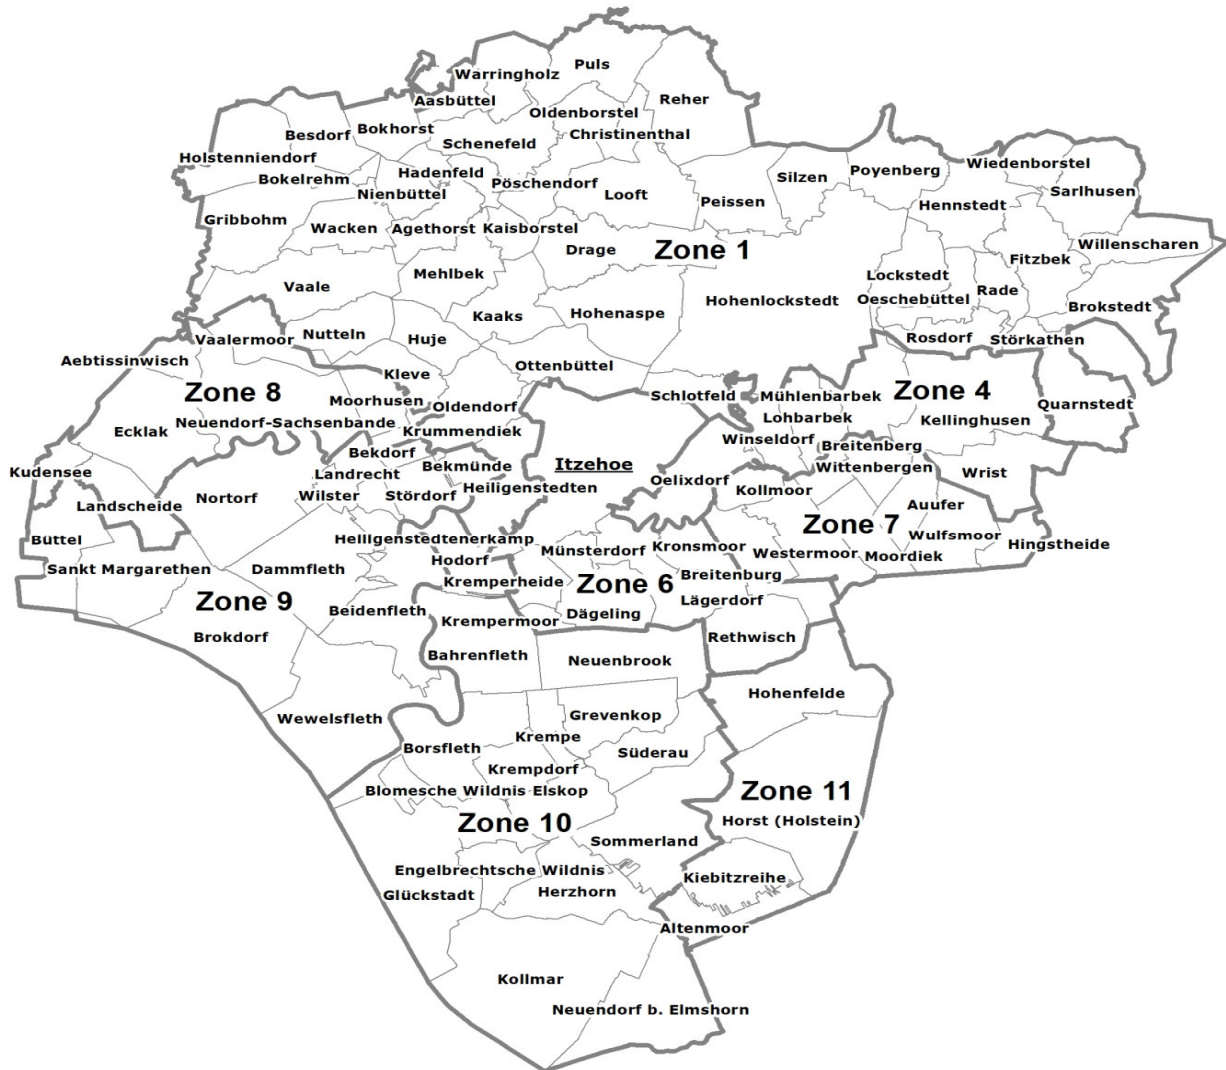 Puls
Warringholz
Aasbüttel
Reher
Oldenborstel
Besdorf
Bokhorst
Schenefeld
Christinenthal
Holstenniendorf
Bokelrehm
Hadenfeld
Nienbüttel
Pöschendorf
Looft
Peissen
Silzen
Poyenberg
Wiedenborstel
Sarlhusen
Gribbohm
Wacken
Agethorst
Kaisborstel
Hennstedt
Drage
Zone 1
Willenscharen
Fitzbek
Mehlbek
Vaale
Lockstedt
Rade
Hohenlockstedt
Oeschebüttel
Brokstedt
Kaaks
Hohenaspe
Nutteln
Huje
Vaalermoor
Rosdorf
Störkathen
Aebtissinwisch
Kleve
Ottenbüttel
Zone 8
Moorhusen
Oldendorf
Schlotfeld
Mühlenbarbek
Zone 4
Quarnstedt
Lohbarbek
Kellinghusen
Neuendorf-Sachsenbande
Ecklak
Krummendiek
Winseldorf
Breitenberg
Bekdorf
Itzehoe
Bekmünde
Wittenbergen
Wrist
Kudensee
Landrecht
Nortorf
Wilster
Stördorf
Heiligenstedten
Oelixdorf
Kollmoor
Landscheide
Auufer
Zone 7
Büttel
Wulfsmoor
Hingstheide
Heiligenstedtenerkamp
Münsterdorf
Kronsmoor
Westermoor
Moordiek
Hodorf
Sankt Margarethen
Dammfleth
Kremperheide
Zone 6
Breitenburg
Zone 9
Beidenfleth
Dägeling
Lägerdorf
Krempermoor
Brokdorf
Rethwisch
Bahrenfleth
Neuenbrook
Hohenfelde
Wewelsfleth
Grevenkop
Krempe
Borsfleth
Süderau
Krempdorf
Blomesche Wildnis
Elskop
Zone 11
Zone 10
Horst (Holstein)
Sommerland
Engelbrechtsche Wildnis
Kiebitzreihe
Glückstadt
Herzhorn
Altenmoor
Kollmar
Neuendorf b. Elmshorn